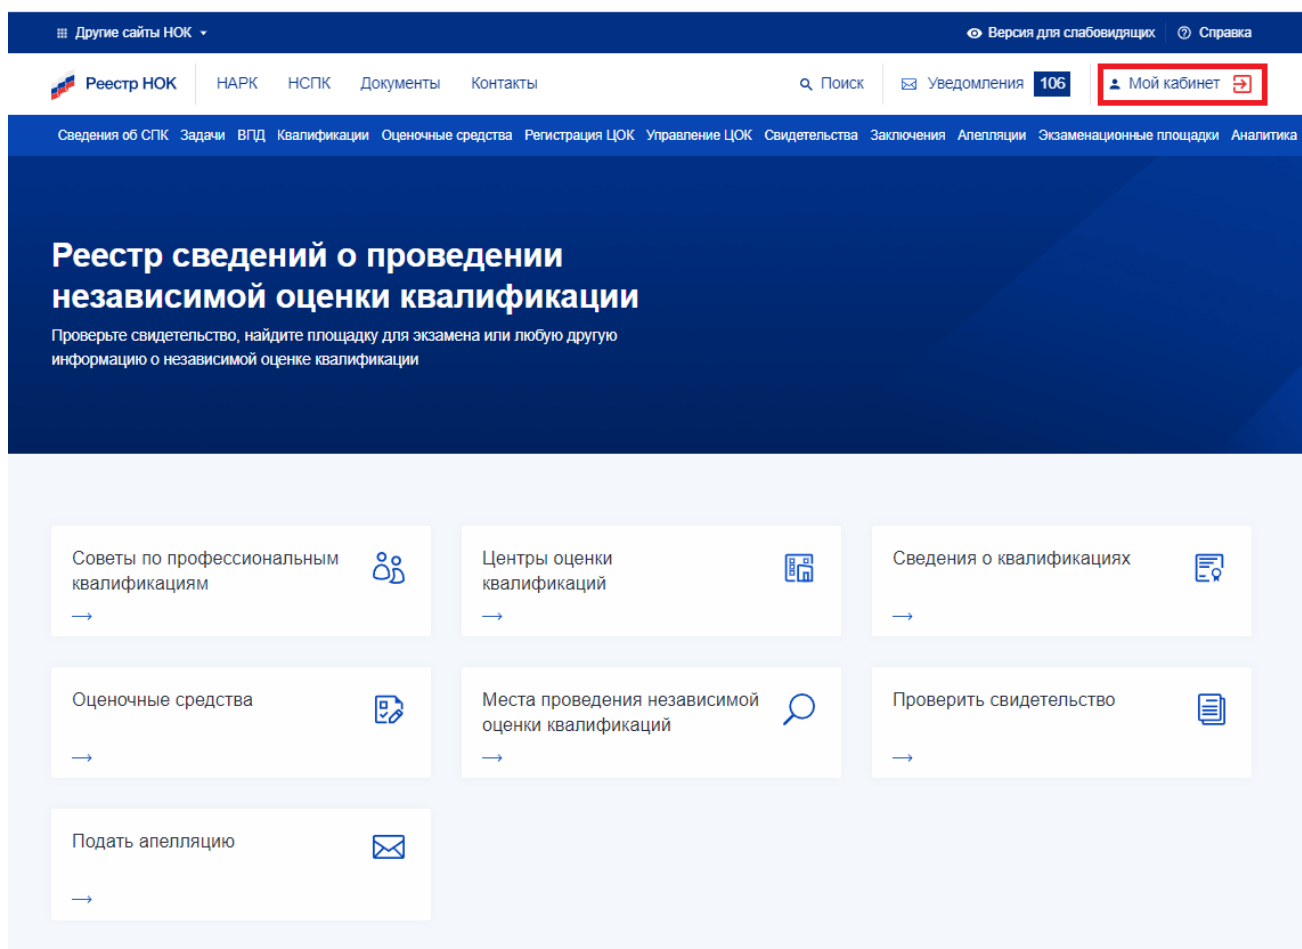 Другие сайты НОК
Версия для слабовидящих
Справка
Реестр НОК
НАРК
НСПК
Документы
Контакты
Поиск
Уведомления 106
Мой кабинет
Сведения об СПК Задачи ВПД Квалификации Оценочные средства Регистрация ЦОК Управление ЦОК Свидетельства Заключения Апелляции Экзаменационные площадки Аналитика
Реестр сведений о проведении
независимой оценки квалификации
Проверьте свидетельство, найдите площадку для экзамена или любую другую
информацию о независимой оценке квалификации
Советы по профессиональным
квалификациям
Центры оценки
квалификаций
Сведения о квалификациях
Оценочные средства
Места проведения независимой
оценки квалификаций
Проверить свидетельство
Подать апелляцию